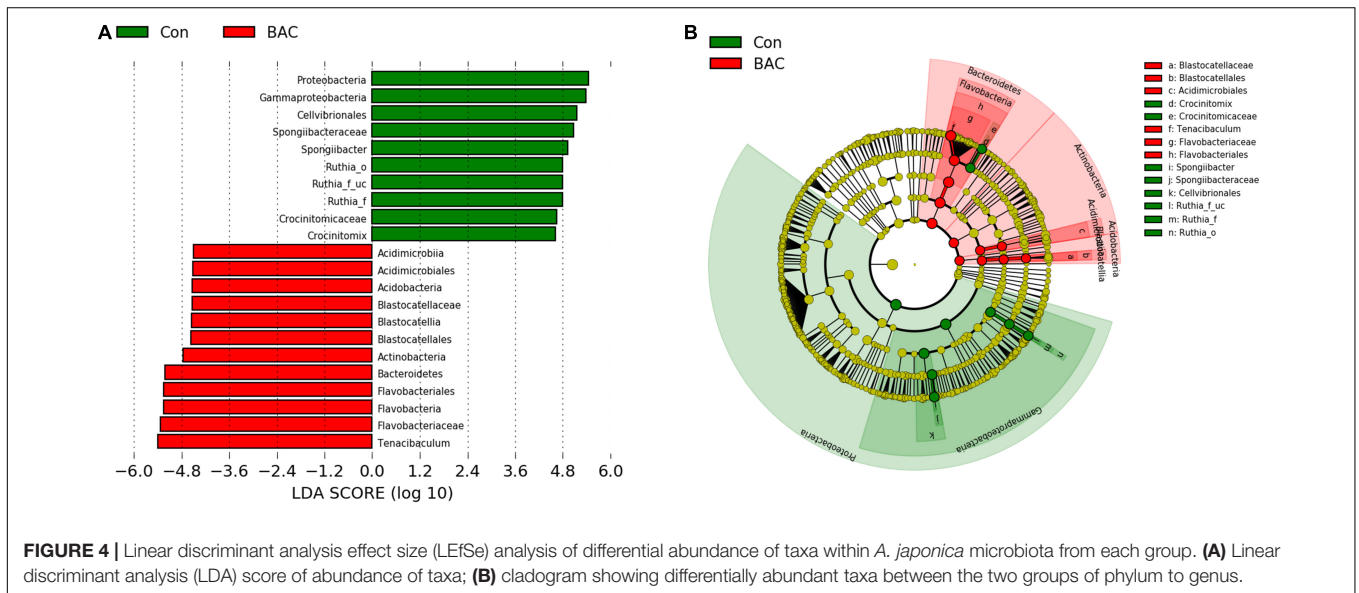 A
Con
BAC
Proteobacteria
Gammaproteobacteria
Cellvibrionales
Spongiibacteraceae
Spongiibacter
Ruthia_o
Ruthia_f_uc
Ruthia_f
Crocinitomicaceae
Crocinitomix
Acidimicrobiia
Acidimicrobiales
Acidobacteria
Blastocatellaceae
Blastocatellia
Blastocatellales
Actinobacteria
Bacteroidetes
Flavobacteriales
Flavobacteria
Flavobacteriaceae
Tenacibaculum
−6.0 −4.8 −3.6 −2.4 −1.2 0.0 1.2 2.4 3.6 4.8 6.0
LDA SCORE (log 10)
B
Con
BAC
Bacteroidetes
Flavobacteria
h
g
e
f
d
Actinobacteria
Acidobacteria
c
b
a
n
m
l
k
Gammaproteobacteria
Proteobacteria
a: Blastocatellaceae
b: Blastocatellales
c: Acidimicrobiales
d: Crocinitomix
e: Crocinitomicaceae
f: Tenacibaculum
g: Flavobacteriaceae
h: Flavobacteriales
i: Spongiibacter
j: Spongiibacteraceae
k: Cellvibrionales
l: Ruthia_f_uc
m: Ruthia_f
n: Ruthia_o
FIGURE 4 | Linear discriminant analysis effect size (LEfSe) analysis of differential abundance of taxa within A. japonica microbiota from each group. (A) Linear
discriminant analysis (LDA) score of abundance of taxa; (B) cladogram showing differentially abundant taxa between the two groups of phylum to genus.